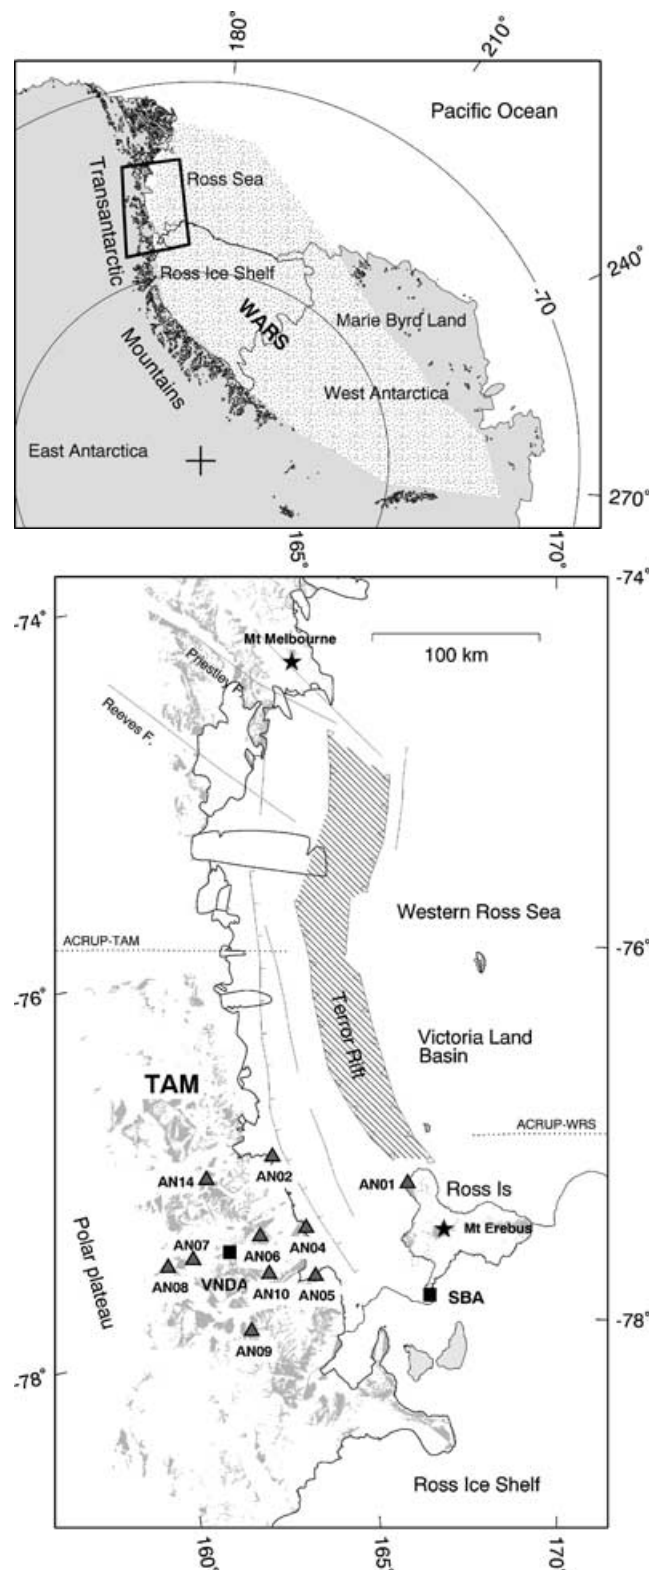 180°
210°
Pacific Ocean
Transantarctic
Ross Sea
240°
-70
Ross Ice Shelf
WARS
Marie Byrd Land
Mountains
West Antarctica
East Antarctica
270°
165°
170°
-74°
-74°
Mt Melbourne
100 km
Priestley F.
Reeves F.
Western Ross Sea
ACRUP-TAM
-76°
-76°
Terror Rift
Victoria Land
Basin
TAM
ACRUP-WRS
AN02
AN14
AN01
Ross Is
Polar plateau
AN07
AN06
AN04
Mt Erebus
AN08
VNDA
AN10
AN05
SBA
-78°
AN09
-78°
Ross Ice Shelf
160°
165°
170°